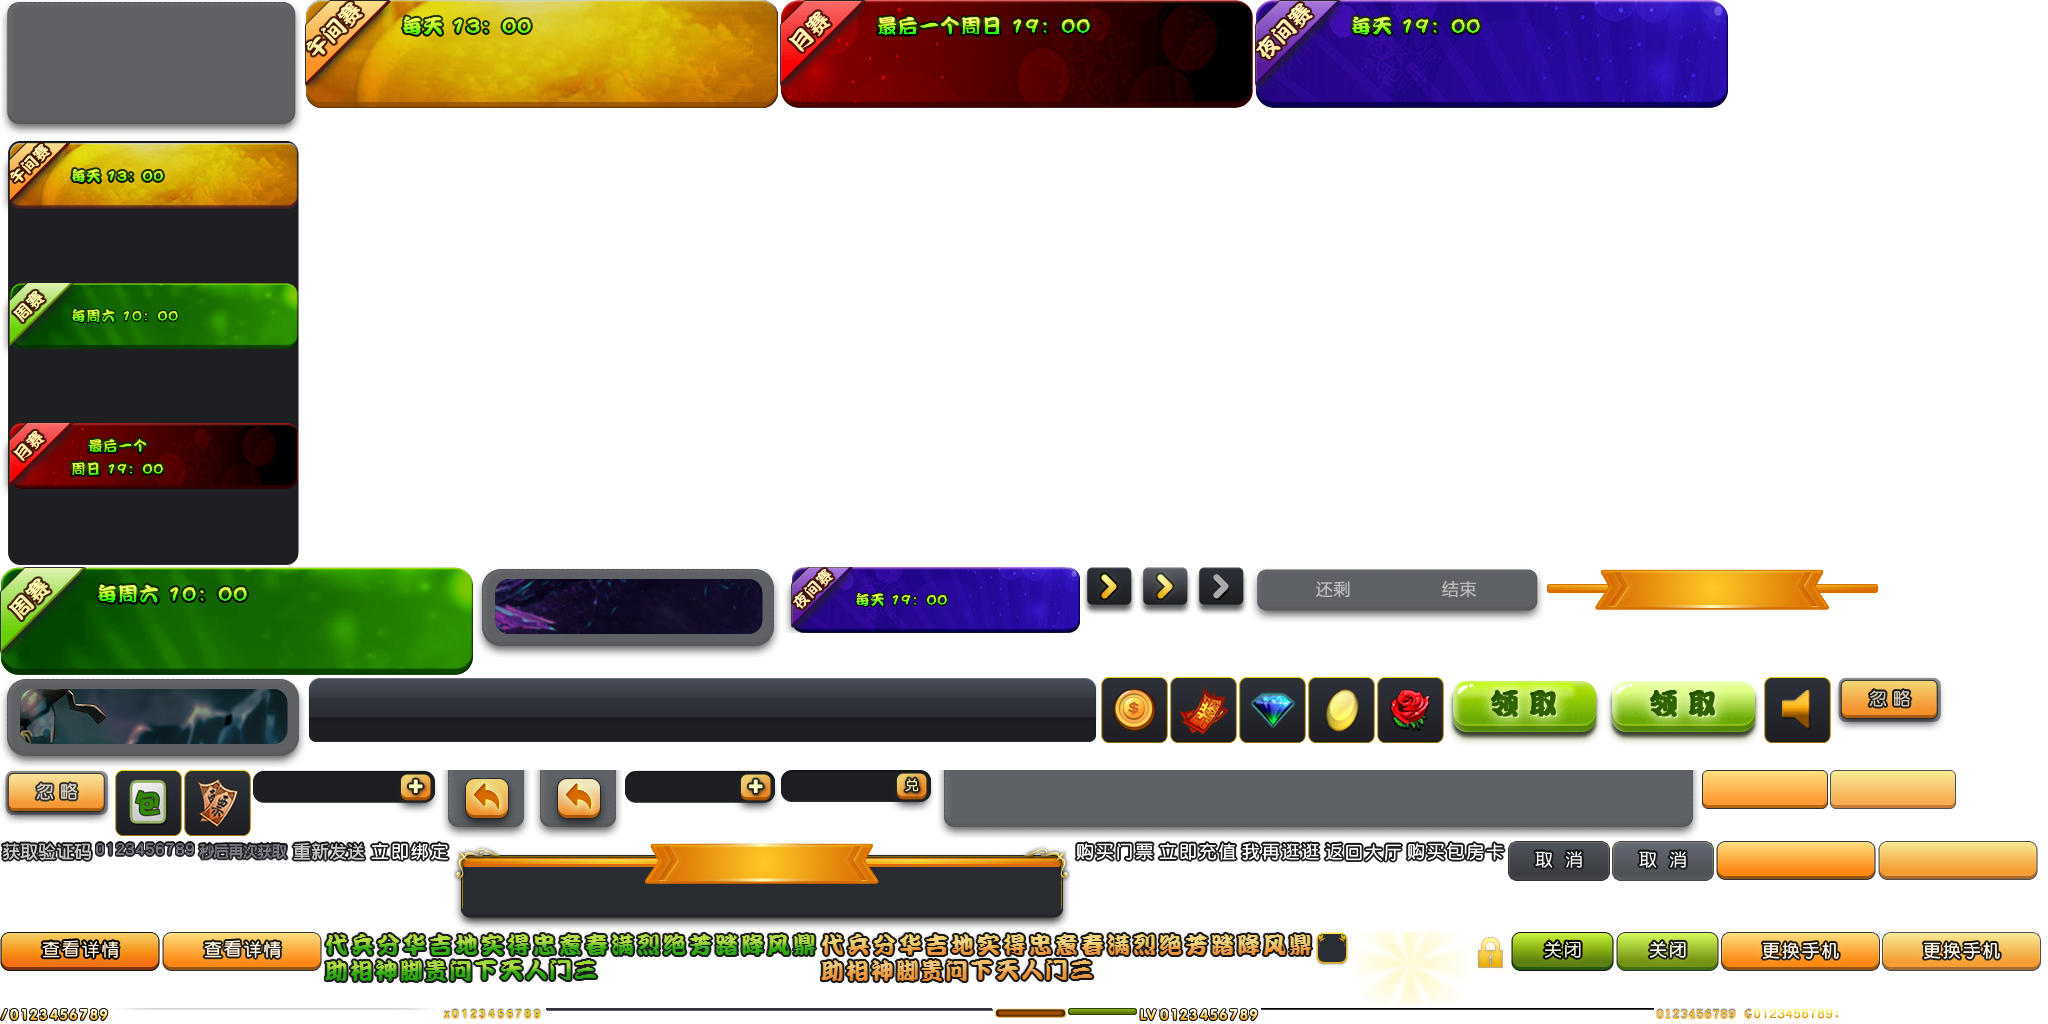 午间赛
每天 13：00
月赛
最后一个周日 19：00
夜间赛
每天 19：00
午间赛
每天 13：00
周赛
每周六 10：00
月赛
最后一个
周日 19：00
周赛
每周六 10：00
夜间赛
每天 19：00
还剩
结束
领取
领取
忽略
忽略
包
兑
获取验证码 0123456789 秒后再次获取 重新发送 立即绑定
购买门票 立即充值 我再逛逛 返回大厅 购买包房卡
取 消
取 消
查看详情
查看详情
代兵分华吉地实得忠意春满烈绝芳踏降风鼎
助相神脚贵问下天人门三
代兵分华吉地实得忠意春满烈绝芳踏降风鼎
助相神脚贵问下天人门三
关闭
关闭
更换手机
更换手机
/0123456789
x0123456789
LV0123456789
0123456789
G0123456789: